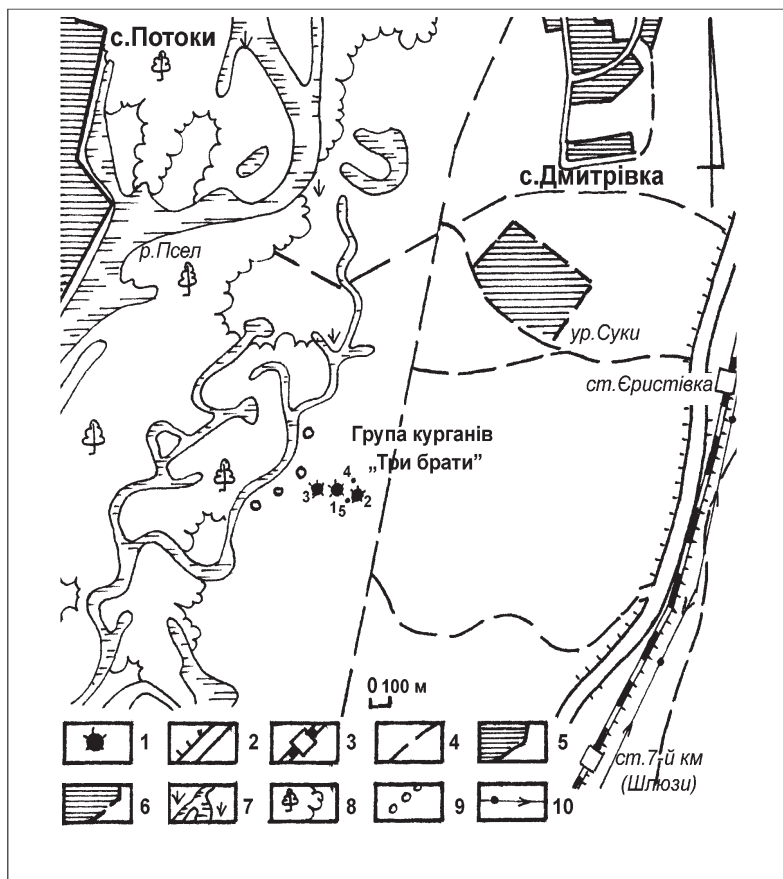 с.Потоки
с.Дмитрівка
р.Псел
ур.Суки
ст.Єристівка
Група курганів
„Три брати”
4
3
1
5
2
0 100 м
1
2
3
4
5
ст.7-й км
(Шлюзи)
6
7
8
9
10